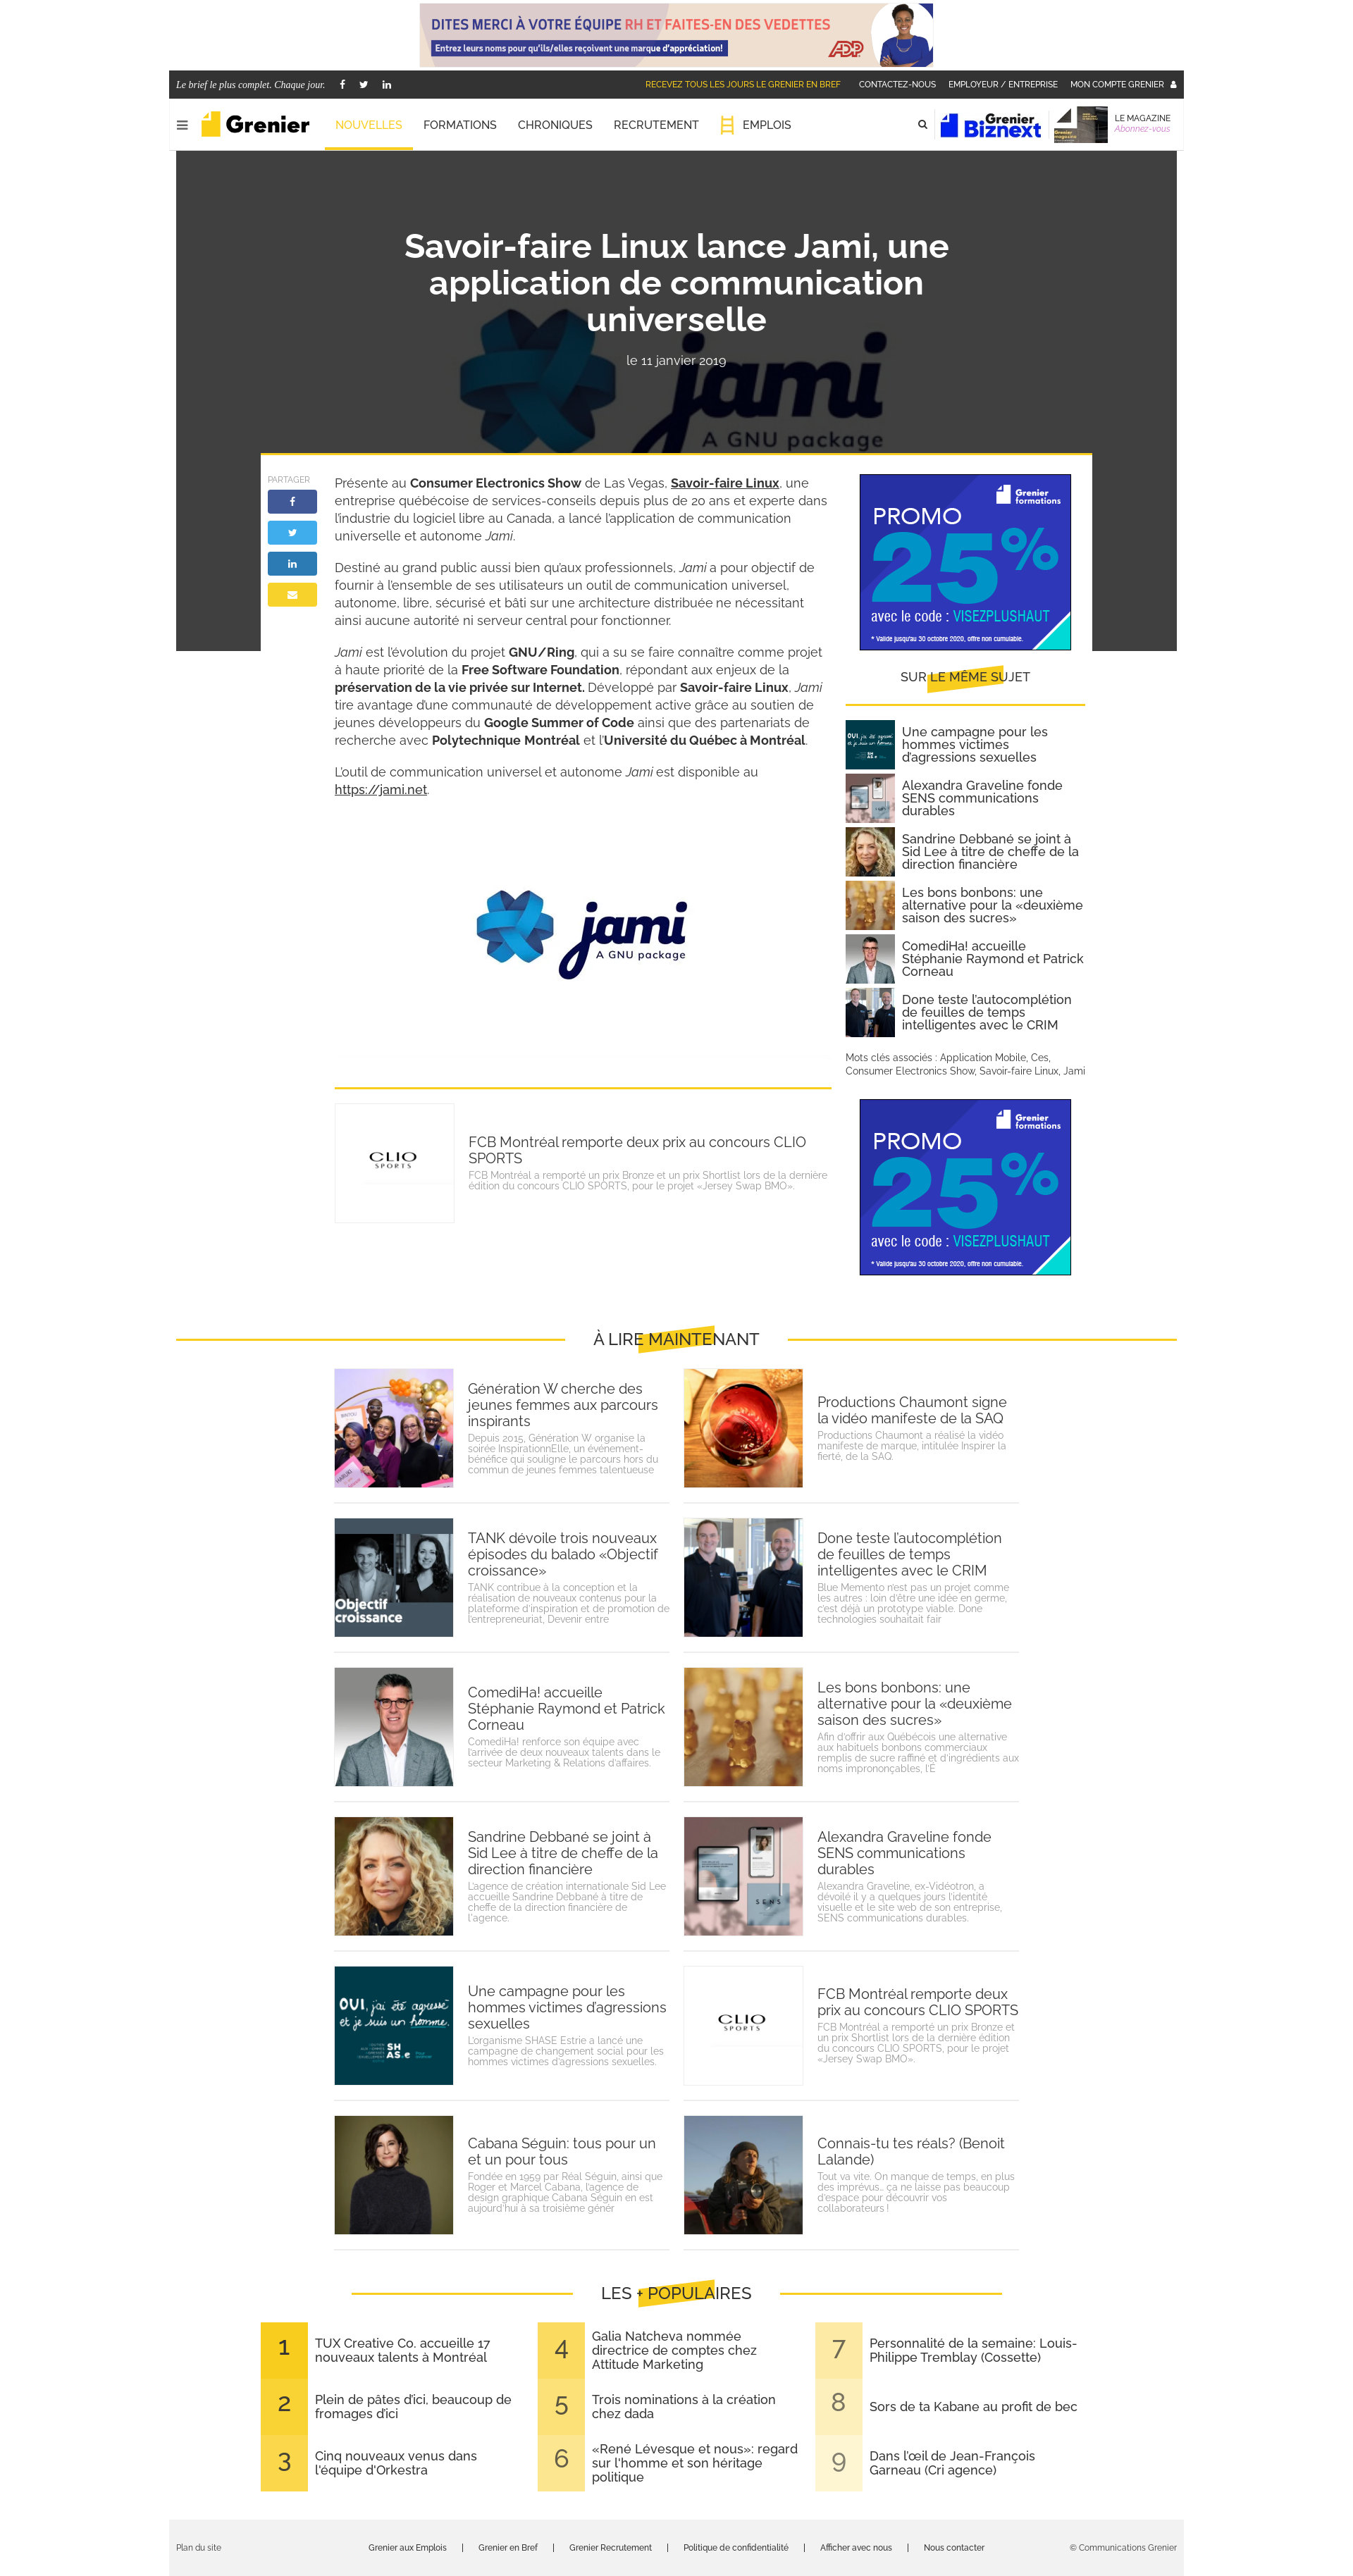 DITES MERCI À VOTRE ÉQUIPE RH ET FAITES-EN DES VEDETTES
Entrez leurs noms pour qu'ils/elles reçoivent une marque d'appréciation!
ADP
Le brief le plus complet. Chaque jour.
RECEVEZ TOUS LES JOURS LE GRENIER EN BREF
CONTACTEZ-NOUS
EMPLOYEUR / ENTREPRISE
MON COMPTE GRENIER
Grenier
NOUVELLES
FORMATIONS
CHRONIQUES
RECRUTEMENT
EMPLOIS
Grenier
Biznext
LE MAGAZINE
Abonnez-vous
Savoir-faire Linux lance Jami, une
application de communication
universelle
le 11 janvier 2019
jami
A GNU package
PARTAGER
Présente au Consumer Electronics Show de Las Vegas, Savoir-faire Linux, une
entreprise québécoise de services-conseils depuis plus de 20 ans et experte dans
l'industrie du logiciel libre au Canada, a lancé l'application de communication
universelle et autonome Jami.
Destiné au grand public aussi bien qu'aux professionnels, Jami a pour objectif de
fournir à l'ensemble de ses utilisateurs un outil de communication universel,
autonome, libre, sécurisé et bâti sur une architecture distribuée ne nécessitant
ainsi aucune autorité ni serveur central pour fonctionner.
Jami est l'évolution du projet GNU/Ring, qui a su se faire connaître comme projet
à haute priorité de la Free Software Foundation, répondant aux enjeux de la
préservation de la vie privée sur Internet. Développé par Savoir-faire Linux, Jami
tire avantage d'une communauté de développement active grâce au soutien de
jeunes développeurs du Google Summer of Code ainsi que des partenariats de
recherche avec Polytechnique Montréal et l'Université du Québec à Montréal.
L'outil de communication universel et autonome Jami est disponible au
https://jami.net.
jami
A GNU package
FCB Montréal remporte deux prix au concours CLIO
SPORTS
FCB Montréal a remporté un prix Bronze et un prix Shortlist lors de la dernière
édition du concours CLIO SPORTS, pour le projet «Jersey Swap BMO».
CLIO
SPORTS
Grenier
formations
PROMO
25%
avec le code : VISEZPLUSHAUT
* Valide jusqu'au 30 octobre 2020, offre non cumulable.
SUR LE MÊME SUJET
Une campagne pour les
hommes victimes
d'agressions sexuelles
Alexandra Graveline fonde
SENS communications
durables
Sandrine Debbané se joint à
Sid Lee à titre de cheffe de la
direction financière
Les bons bonbons: une
alternative pour la «deuxième
saison des sucres»
ComediHa! accueille
Stéphanie Raymond et Patrick
Corneau
Done teste l'autocomplétion
de feuilles de temps
intelligentes avec le CRIM
Mots clés associés : Application Mobile, Ces,
Consumer Electronics Show, Savoir-faire Linux, Jami
Grenier
formations
PROMO
25%
avec le code : VISEZPLUSHAUT
* Valide jusqu'au 30 octobre 2020, offre non cumulable.
À LIRE MAINTENANT
Génération W cherche des
jeunes femmes aux parcours
inspirants
Depuis 2015, Génération W organise la
soirée InspirationnElle, un événement-
bénéfice qui souligne le parcours hors du
commun de jeunes femmes talentueuse
Productions Chaumont signe
la vidéo manifeste de la SAQ
Productions Chaumont a réalisé la vidéo
manifeste de marque, intitulée Inspirer la
fierté, de la SAQ.
Objectif
croissance
TANK dévoile trois nouveaux
épisodes du balado «Objectif
croissance»
TANK contribue à la conception et la
réalisation de nouveaux contenus pour la
plateforme d'inspiration et de promotion de
l'entrepreneuriat, Devenir entre
Done teste l'autocomplétion
de feuilles de temps
intelligentes avec le CRIM
Blue Memento n'est pas un projet comme
les autres : loin d'être une idée en germe,
c'est déjà un prototype viable. Done
technologies souhaitait fair
ComediHa! accueille
Stéphanie Raymond et Patrick
Corneau
ComediHa! renforce son équipe avec
l'arrivée de deux nouveaux talents dans le
secteur Marketing & Relations d'affaires.
Les bons bonbons: une
alternative pour la «deuxième
saison des sucres»
Afin d'offrir aux Québécois une alternative
aux habituels bonbons commerciaux
remplis de sucre raffiné et d'ingrédients aux
noms imprononçables, l'É
Sandrine Debbané se joint à
Sid Lee à titre de cheffe de la
direction financière
L'agence de création internationale Sid Lee
accueille Sandrine Debbané à titre de
cheffe de la direction financière de
l'agence.
SENS
Alexandra Graveline fonde
SENS communications
durables
Alexandra Graveline, ex-Vidéotron, a
dévoilé il y a quelques jours l'identité
visuelle et le site web de son entreprise,
SENS communications durables.
OUI, j'ai été agressé
et je suis un homme.
SHAS.e
Une campagne pour les
hommes victimes d'agressions
sexuelles
L'organisme SHASE Estrie a lancé une
campagne de changement social pour les
hommes victimes d'agressions sexuelles.
CLIO
SPORTS
FCB Montréal remporte deux
prix au concours CLIO SPORTS
FCB Montréal a remporté un prix Bronze et
un prix Shortlist lors de la dernière édition
du concours CLIO SPORTS, pour le projet
«Jersey Swap BMO».
Cabana Séguin: tous pour un
et un pour tous
Fondée en 1959 par Réal Séguin, ainsi que
Roger et Marcel Cabana, l'agence de
design graphique Cabana Séguin en est
aujourd'hui à sa troisième génér
Connais-tu tes réals? (Benoit
Lalande)
Tout va vite. On manque de temps, en plus
des imprévus… ça ne laisse pas beaucoup
d'espace pour découvrir vos
collaborateurs !
LES + POPULAIRES
1
TUX Creative Co. accueille 17
nouveaux talents à Montréal
2
Plein de pâtes d'ici, beaucoup de
fromages d'ici
3
Cinq nouveaux venus dans
l'équipe d'Orkestra
4
Galia Natcheva nommée
directrice de comptes chez
Attitude Marketing
5
Trois nominations à la création
chez dada
6
«René Lévesque et nous»: regard
sur l'homme et son héritage
politique
7
Personnalité de la semaine: Louis-
Philippe Tremblay (Cossette)
8
Sors de ta Kabane au profit de bec
9
Dans l'œil de Jean-François
Garneau (Cri agence)
Plan du site
Grenier aux Emplois | Grenier en Bref | Grenier Recrutement | Politique de confidentialité | Afficher avec nous | Nous contacter
© Communications Grenier